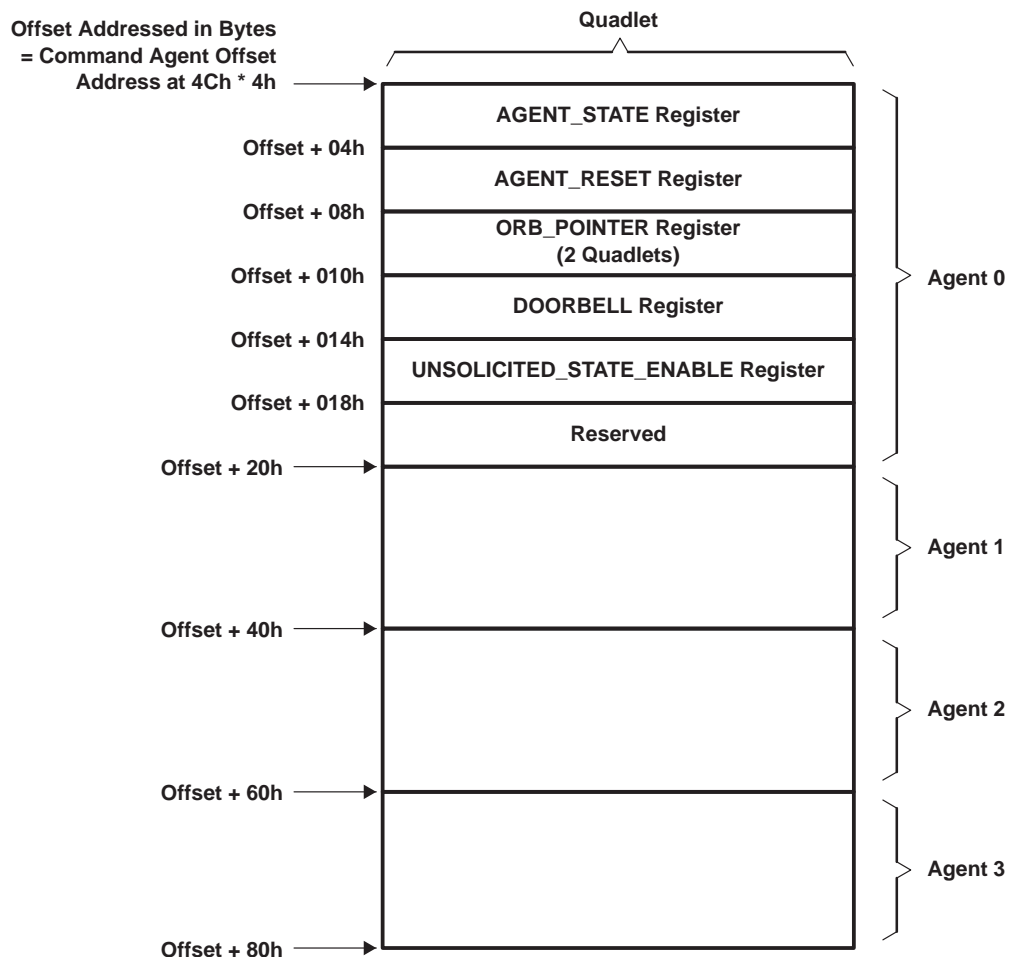 Quadlet
Offset Addressed in Bytes
= Command Agent Offset
Address at 4Ch * 4h
AGENT_STATE Register
Offset + 04h
AGENT_RESET Register
Offset + 08h
ORB_POINTER Register
(2 Quadlets)
Agent 0
Offset + 010h
DOORBELL Register
Offset + 014h
UNSOLICITED_STATE_ENABLE Register
Offset + 018h
Reserved
Offset + 20h
Agent 1
Offset + 40h
Agent 2
Offset + 60h
Agent 3
Offset + 80h